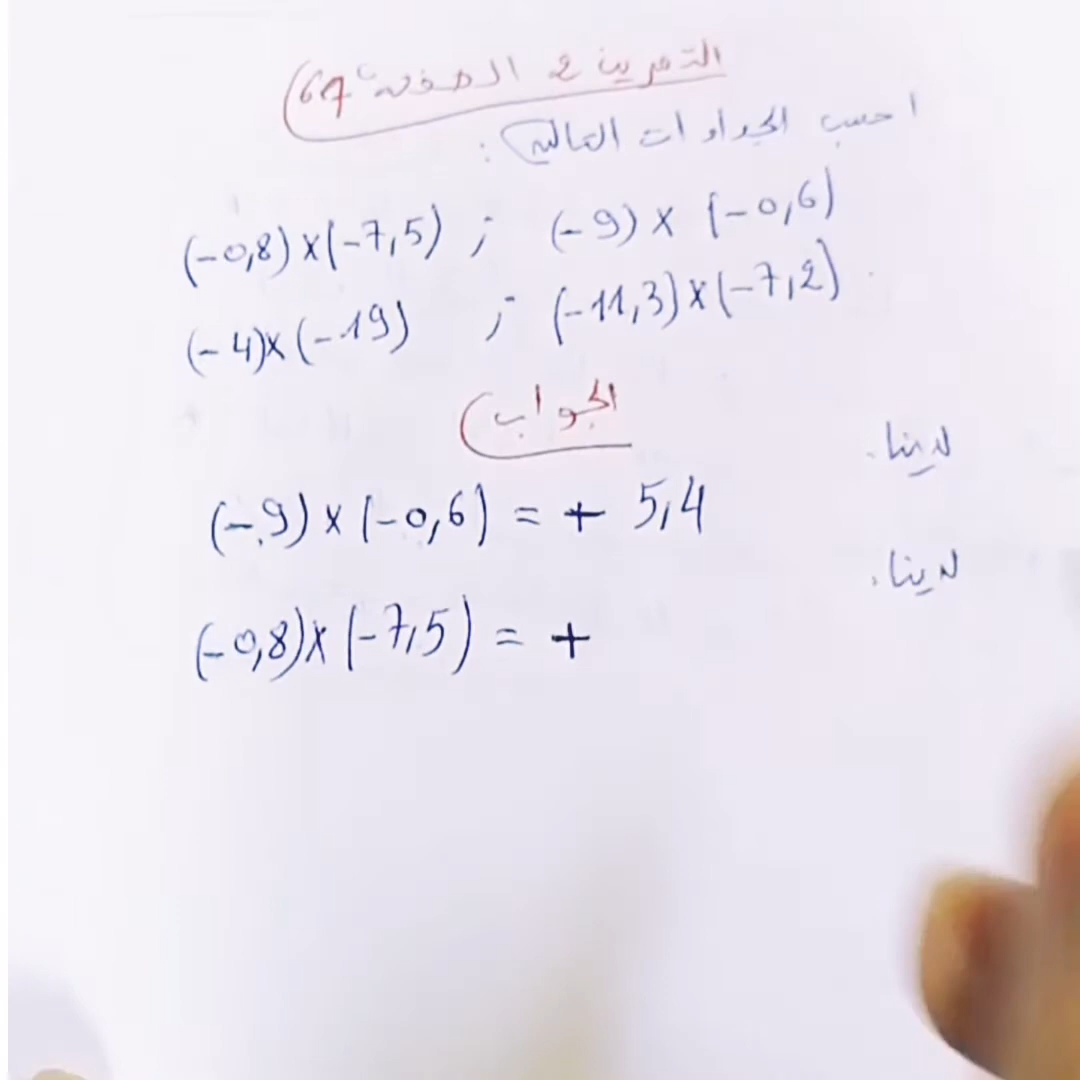 التمرين 2 الصفحة 67
احسب الجداءات التالية :
(-0,8)x(-7,5) ; (-9) x (-0,6)
(-4)x(-19) ; (-11,3)x(-7,2)
الجواب
لدينا.
(-9) x (-0,6) = + 5,4
لدينا.
(-0,8)x (-7,5) = +